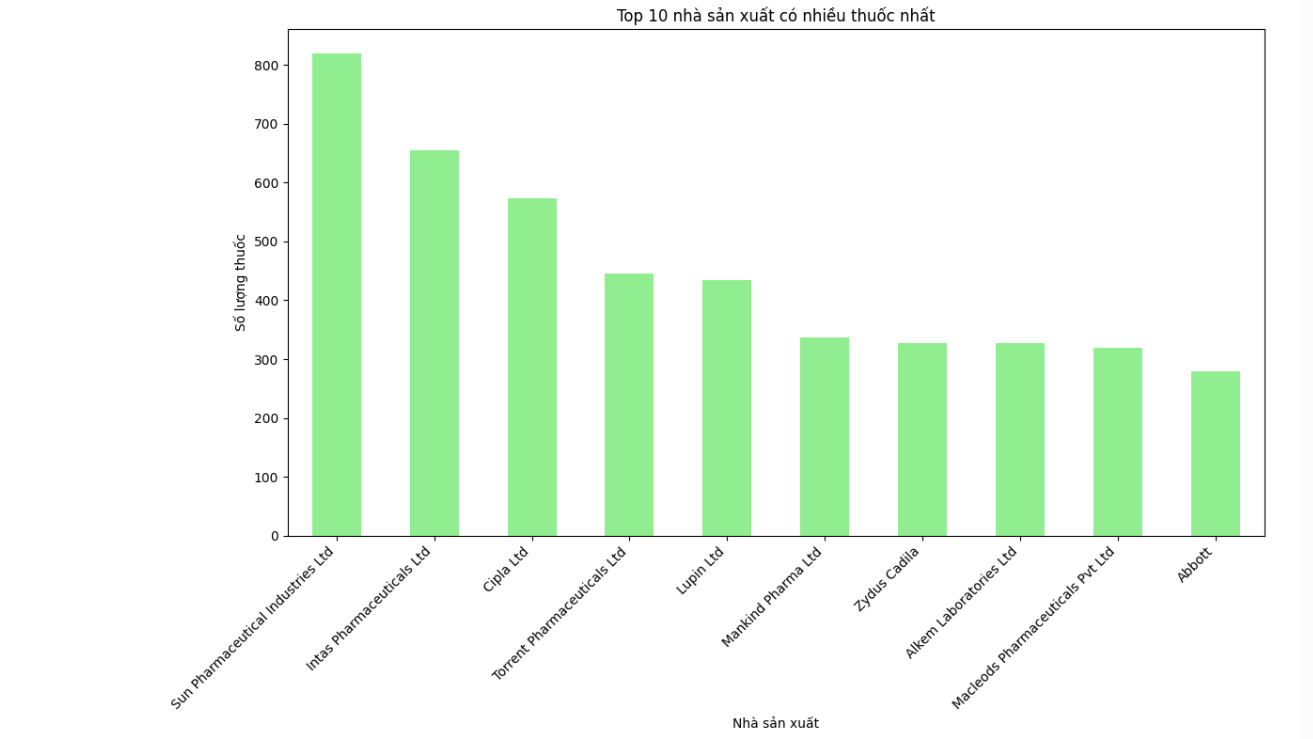 Top 10 nhà sản xuất có nhiều thuốc nhất
Số lượng thuốc
800
700
600
500
400
300
200
100
0
Sun Pharmaceutical Industries Ltd
Intas Pharmaceuticals Ltd
Cipla Ltd
Torrent Pharmaceuticals Ltd
Lupin Ltd
Mankind Pharma Ltd
Zydus Cadila
Alkem Laboratories Ltd
Macleods Pharmaceuticals Pvt Ltd
Abbott
Nhà sản xuất